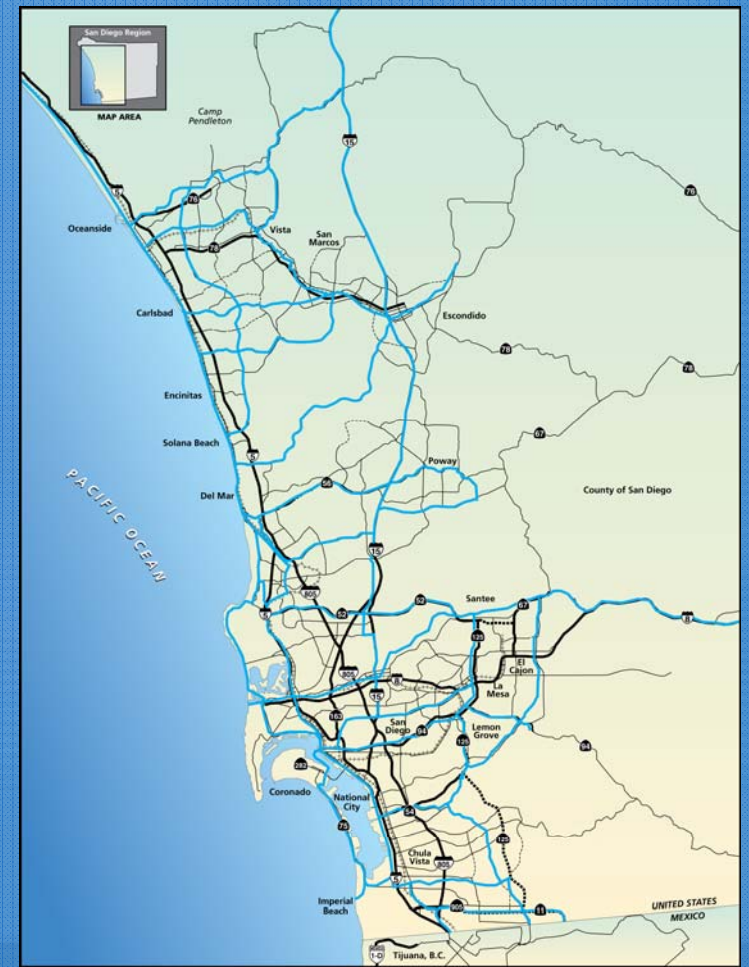 San Diego Region
MAP AREA
Camp
Pendleton
15
5
76
76
Oceanside
Vista
San
Marcos
78
Carlsbad
Escondido
78
78
Encinitas
67
Solana Beach
5
Poway
56
County of San Diego
Del Mar
PACIFIC OCEAN
15
805
Santee
52
67
5
52
8
125
El
Cajon
805
8
La
Mesa
15
163
San
Diego
94
Lemon
Grove
125
94
282
Coronado
National
City
54
75
125
Chula
Vista
805
5
Imperial
Beach
905
11
UNITED STATES
MEXICO
1-D
Tijuana, B.C.